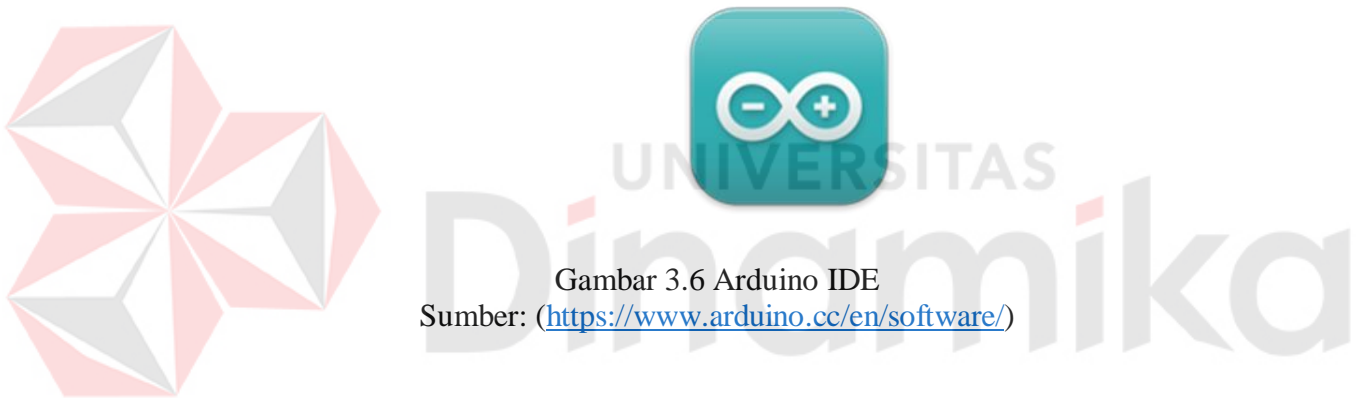 UNIVERSITAS
Dinamika
Gambar 3.6 Arduino IDE
Sumber: (https://www.arduino.cc/en/software/)